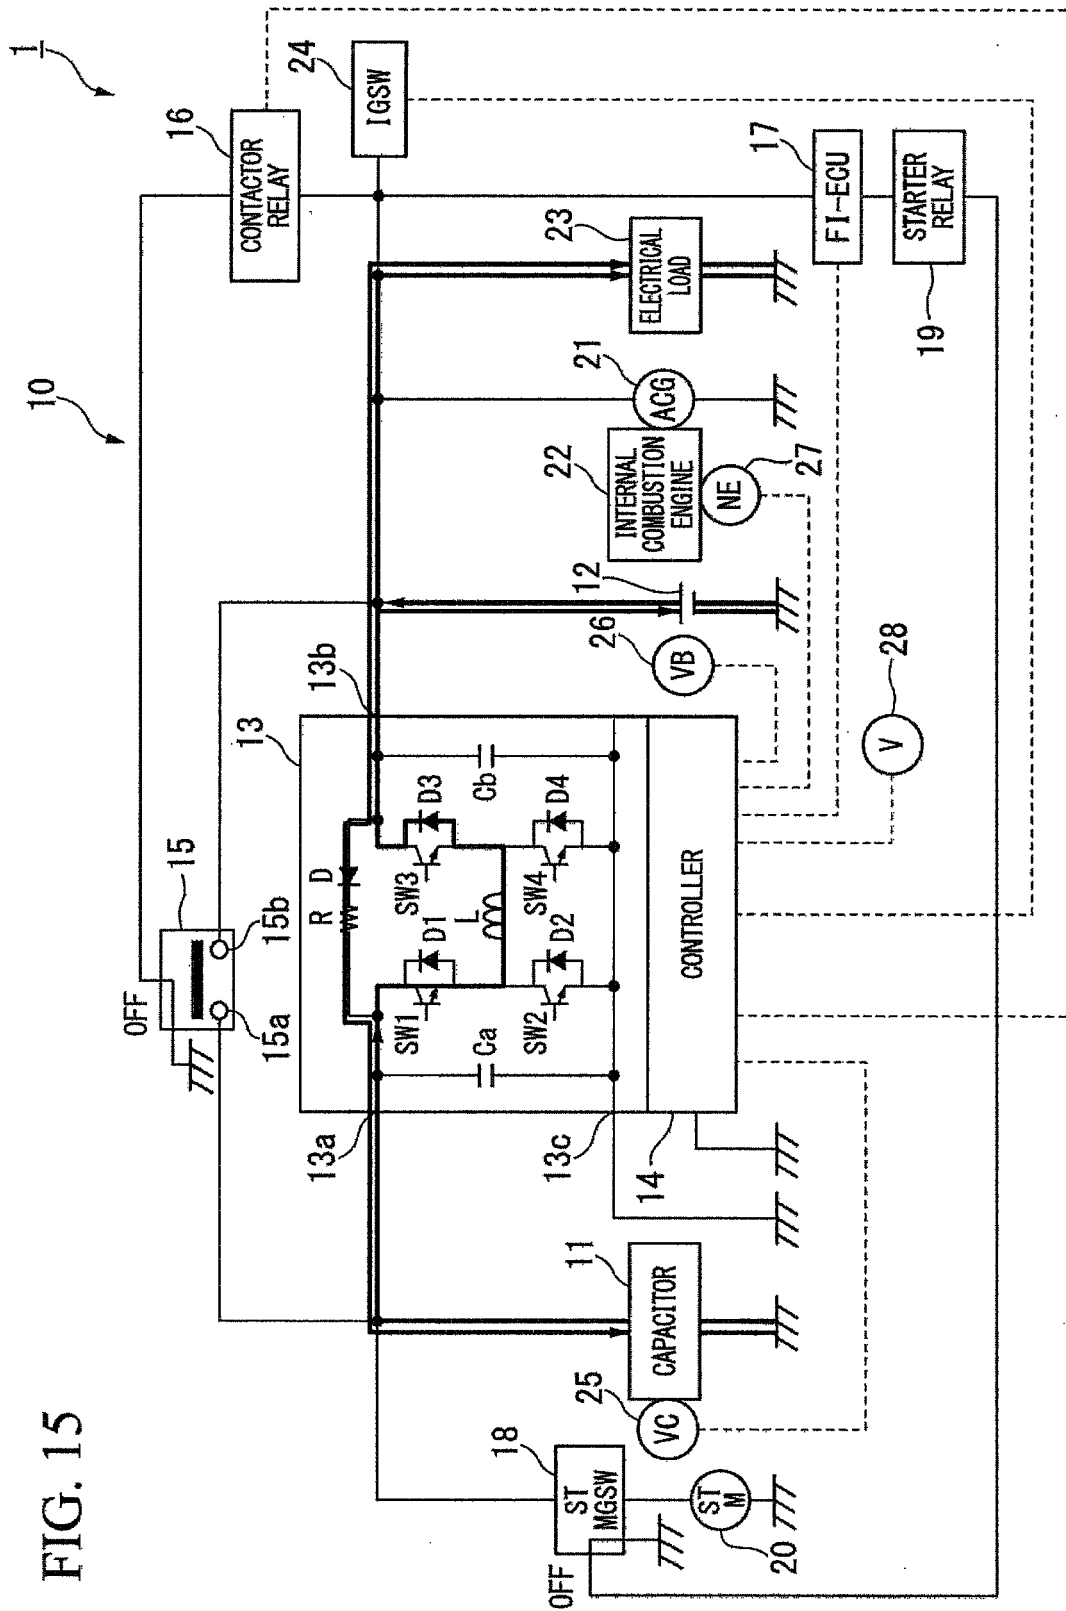 FIG. 15
1
10
OFF
15
15a
15b
16
CONTACTOR
RELAY
24
IGSW
13
13a
13b
13c
R
D
SW1
D1
SW3
D3
L
Ca
Cb
SW2
D2
SW4
D4
CONTROLLER
14
11
CAPACITOR
25
VC
18
ST
MGSW
OFF
ST
M
20
26
VB
12
22
INTERNAL
COMBUSTION
ENGINE
21
ACG
NE
27
23
ELECTRICAL
LOAD
17
FI-ECU
STARTER
RELAY
19
V
28